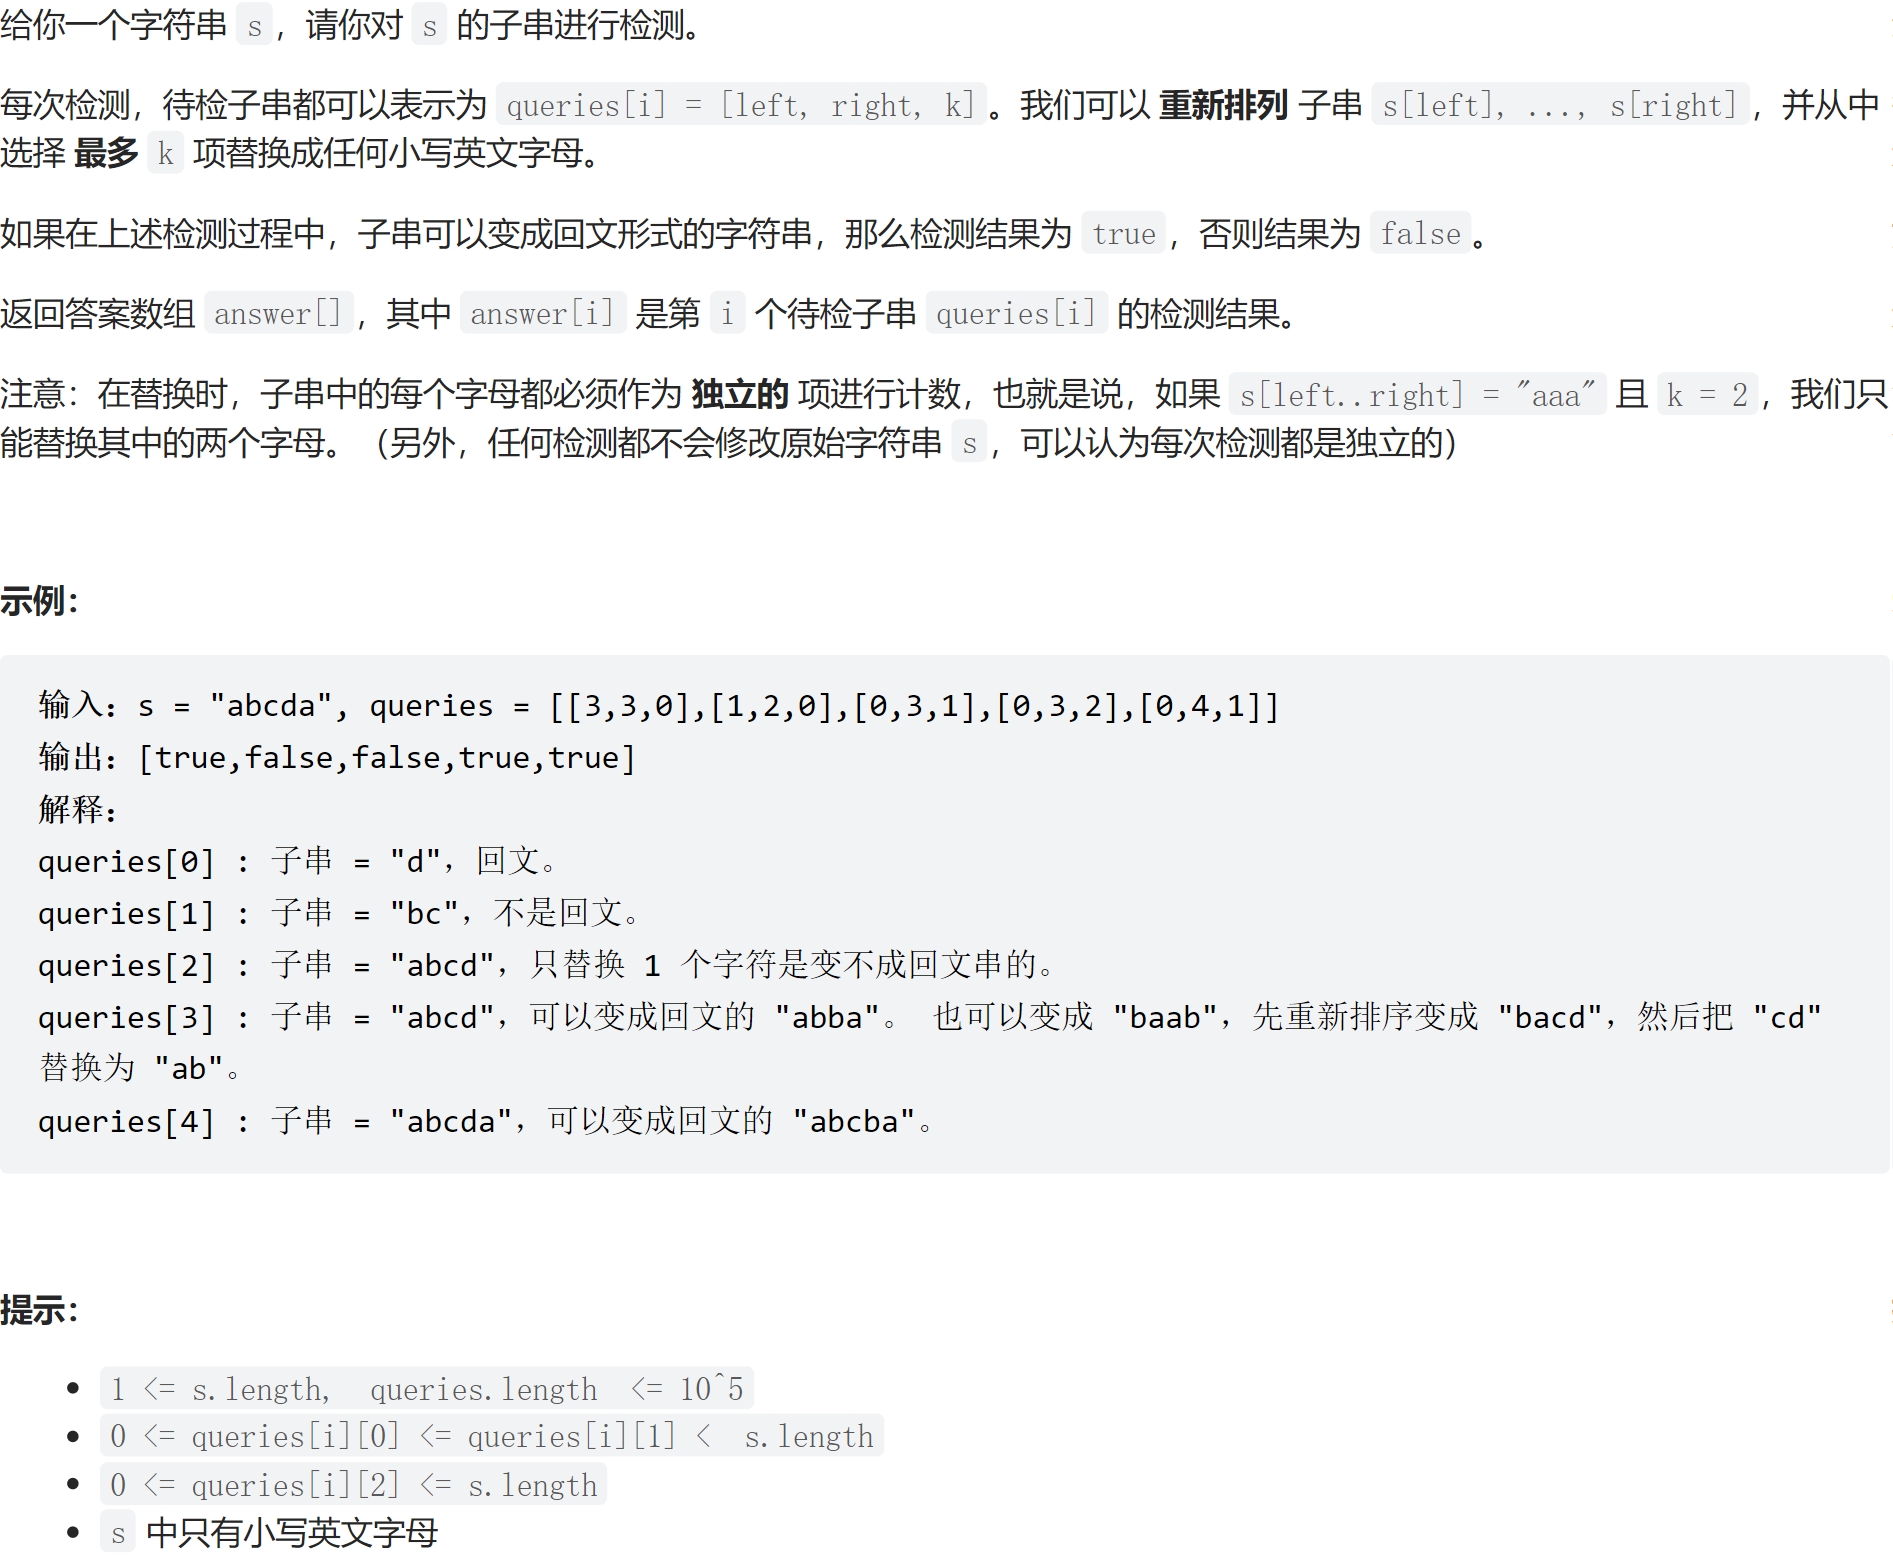 给你一个字符串 s，请你对 s 的子串进行检测。
每次检测，待检子串都可以表示为 queries[i] = [left, right, k]。我们可以 重新排列 子串 s[left], ..., s[right]，并从中
选择 最多 k 项替换成任何小写英文字母。
如果在上述检测过程中，子串可以变成回文形式的字符串，那么检测结果为 true，否则结果为 false。
返回答案数组 answer[]，其中 answer[i] 是第 i 个待检子串 queries[i] 的检测结果。
注意：在替换时，子串中的每个字母都必须作为 独立的 项进行计数，也就是说，如果 s[left..right] = "aaa" 且 k = 2，我们只
能替换其中的两个字母。（另外，任何检测都不会修改原始字符串 s，可以认为每次检测都是独立的）
示例：
输入：s = "abcda", queries = [[3,3,0],[1,2,0],[0,3,1],[0,3,2],[0,4,1]]
输出：[true,false,false,true,true]
解释：
queries[0] : 子串 = "d"，回文。
queries[1] : 子串 = "bc"，不是回文。
queries[2] : 子串 = "abcd"，只替换 1 个字符是变不成回文串的。
queries[3] : 子串 = "abcd"，可以变成回文的 "abba"。 也可以变成 "baab"，先重新排序变成 "bacd"，然后把 "cd"
替换为 "ab"。
queries[4] : 子串 = "abcda"，可以变成回文的 "abcba"。
提示：
• 1 <= s.length, queries.length <= 10^5
• 0 <= queries[i][0] <= queries[i][1] < s.length
• 0 <= queries[i][2] <= s.length
• s 中只有小写英文字母